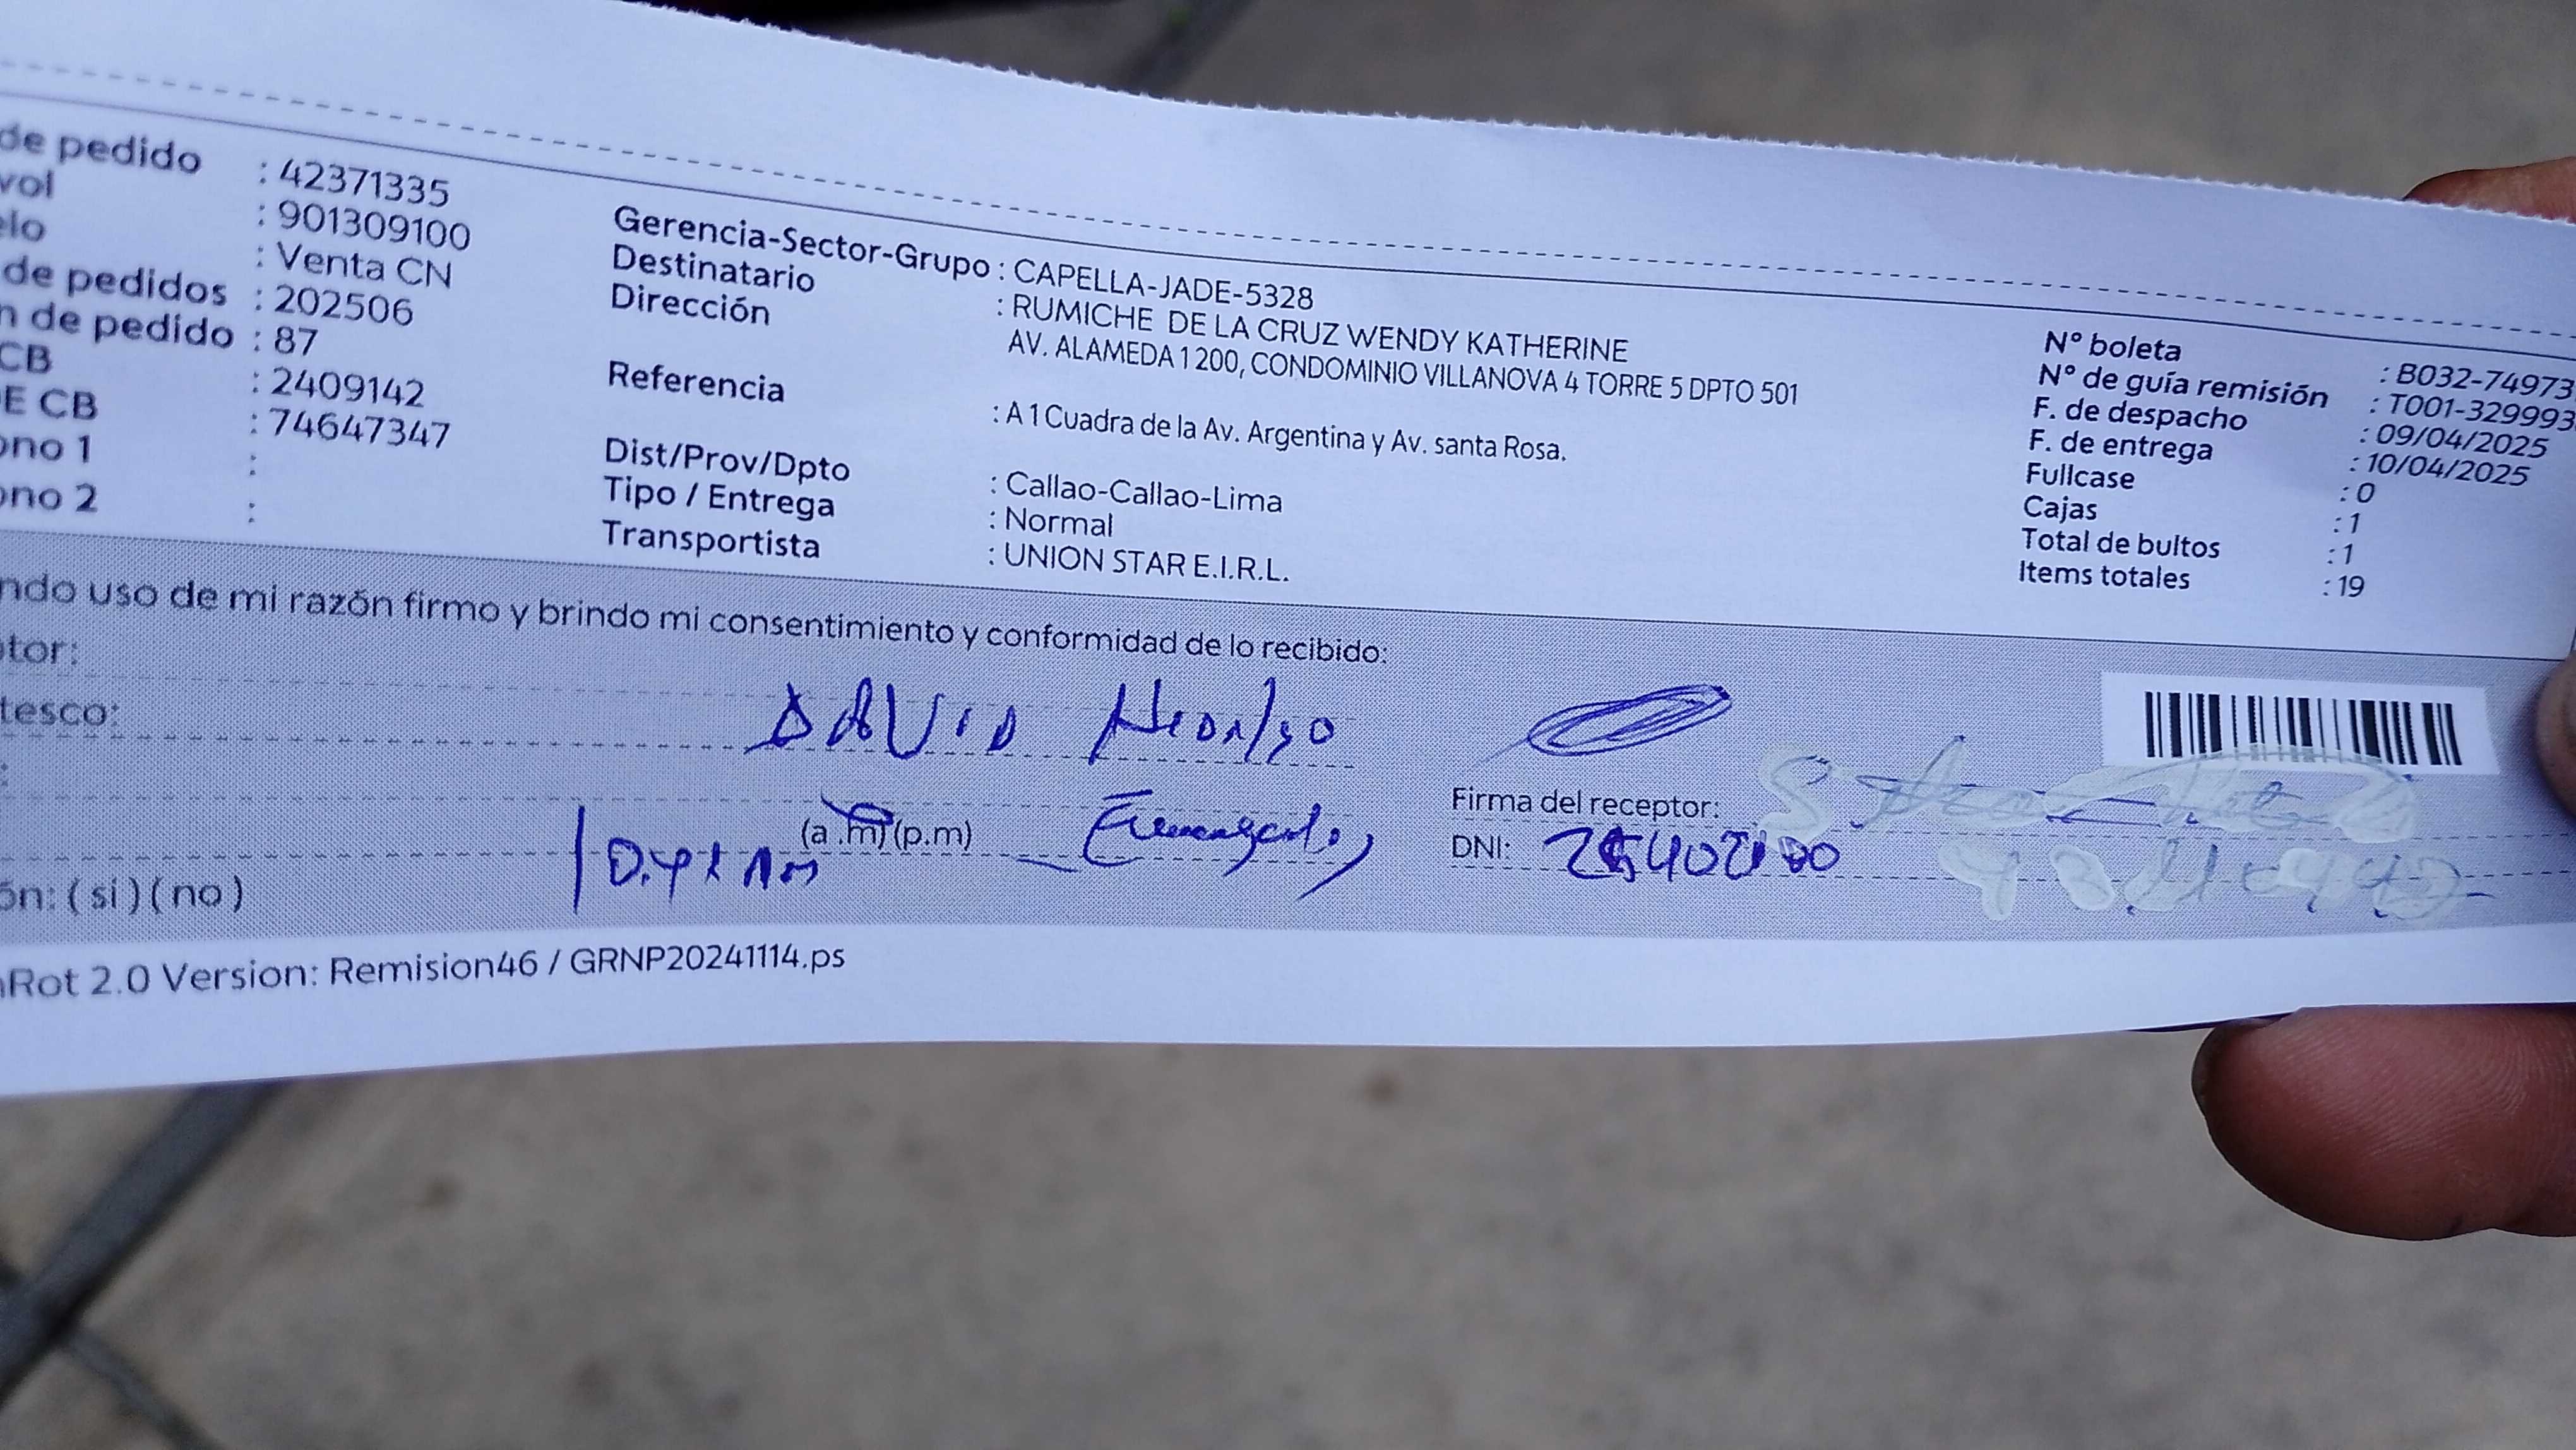 de pedido : 42371335
vol : 901309100
elo : Venta CN
de pedidos : 202506
n de pedido : 87
CB : 2409142
E CB : 74647347
ono 1 :
ono 2 :
Gerencia-Sector-Grupo : CAPELLA-JADE-5328
Destinatario : RUMICHE DE LA CRUZ WENDY KATHERINE
Dirección AV. ALAMEDA 1 200, CONDOMINIO VILLANOVA 4 TORRE 5 DPTO 501
Referencia : A 1 Cuadra de la Av. Argentina y Av. santa Rosa.
Dist/Prov/Dpto : Callao-Callao-Lima
Tipo / Entrega : Normal
Transportista : UNION STAR E.I.R.L.
N° boleta : B032-74973
N° de guía remisión : T001-329993
F. de despacho : 09/04/2025
F. de entrega : 10/04/2025
Fullcase : 0
Cajas : 1
Total de bultos : 1
Items totales : 19
ndo uso de mi razón firmo y brindo mi consentimiento y conformidad de lo recibido:
tor:
tesco: DAVID
:
(a .m) (p.m)
ón: ( si ) ( no )
Firma del receptor:
DNI:
Rot 2.0 Version: Remision46 / GRNP20241114.ps